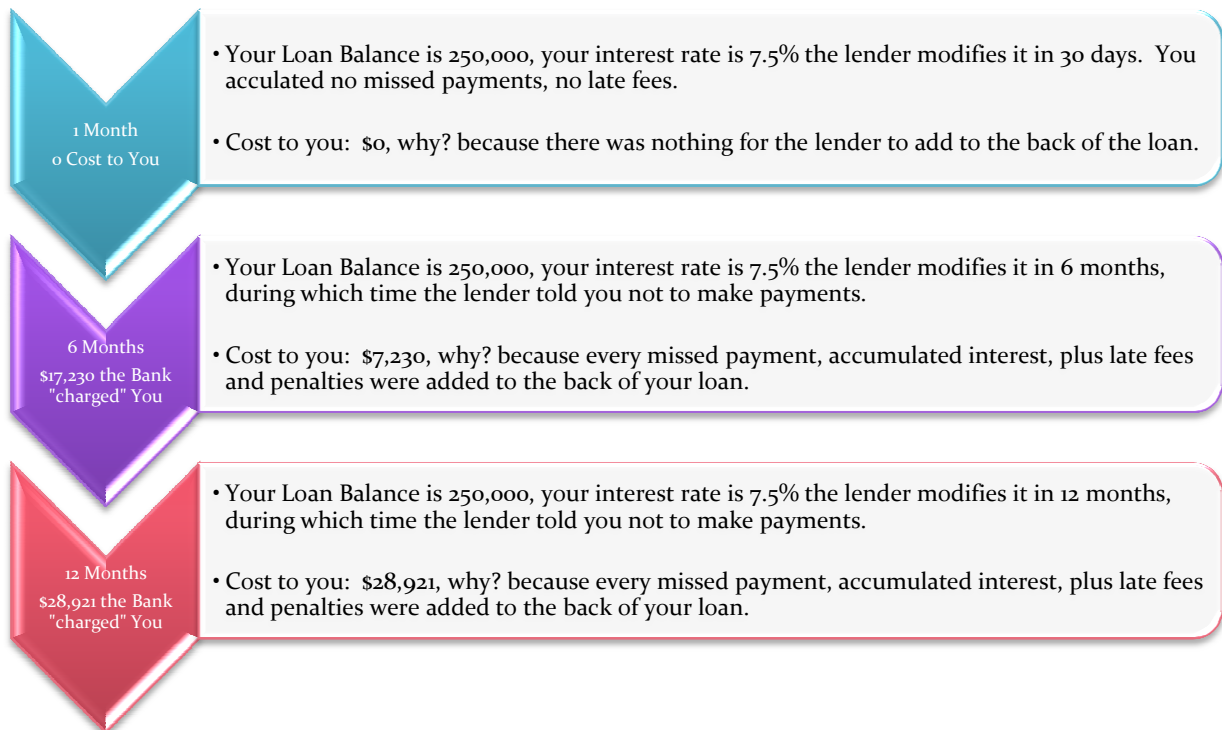 1 Month
0 Cost to You
• Your Loan Balance is 250,000, your interest rate is 7.5% the lender modifies it in 30 days.  You
acculated no missed payments, no late fees.
• Cost to you:  $0, why? because there was nothing for the lender to add to the back of the loan.
6 Months
$17,230 the Bank
"charged" You
• Your Loan Balance is 250,000, your interest rate is 7.5% the lender modifies it in 6 months,
during which time the lender told you not to make payments.
• Cost to you:  $7,230, why? because every missed payment, accumulated interest, plus late fees
and penalties were added to the back of your loan.
12 Months
$28,921 the Bank
"charged" You
• Your Loan Balance is 250,000, your interest rate is 7.5% the lender modifies it in 12 months,
during which time the lender told you not to make payments.
• Cost to you:  $28,921, why? because every missed payment, accumulated interest, plus late fees
and penalties were added to the back of your loan.